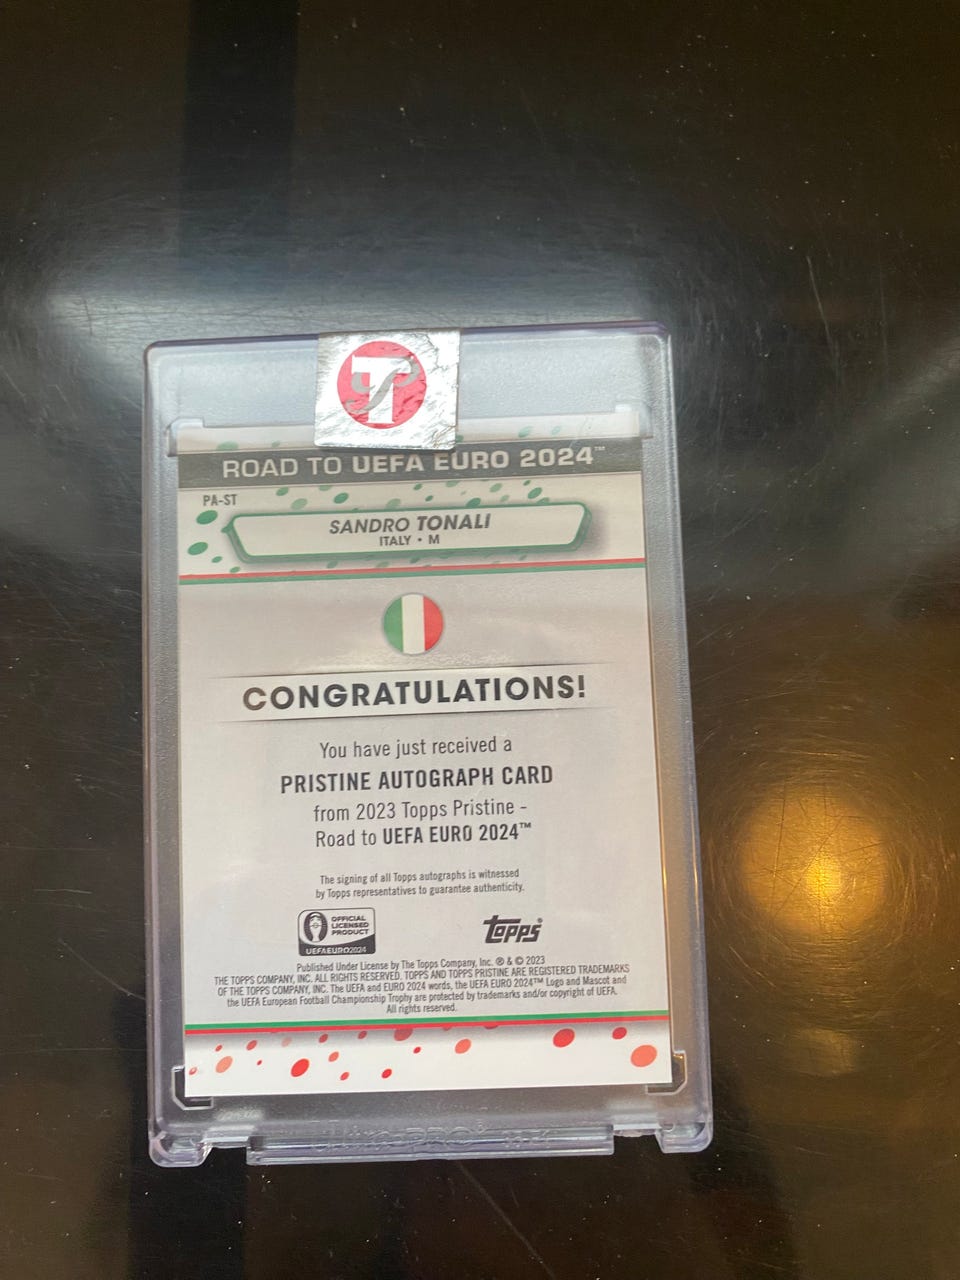 ROAD TO UEFA EURO 2024™
PA-ST
SANDRO TONALI
ITALY • M
CONGRATULATIONS!
You have just received a
PRISTINE AUTOGRAPH CARD
from 2023 Topps Pristine -
Road to UEFA EURO 2024™
The signing of all Topps autographs is witnessed
by Topps representatives to guarantee authenticity.
OFFICIAL
LICENSED
PRODUCT
UEFAEURO2024
topps®
Published Under License by The Topps Company, Inc. ® & © 2023
THE TOPPS COMPANY, INC. ALL RIGHTS RESERVED. TOPPS AND TOPPS PRISTINE ARE REGISTERED TRADEMARKS
OF THE TOPPS COMPANY, INC. The UEFA and EURO 2024 words, the UEFA EURO 2024™ Logo and Mascot and
the UEFA European Football Championship Trophy are protected by trademarks and/or copyright of UEFA.
All rights reserved.